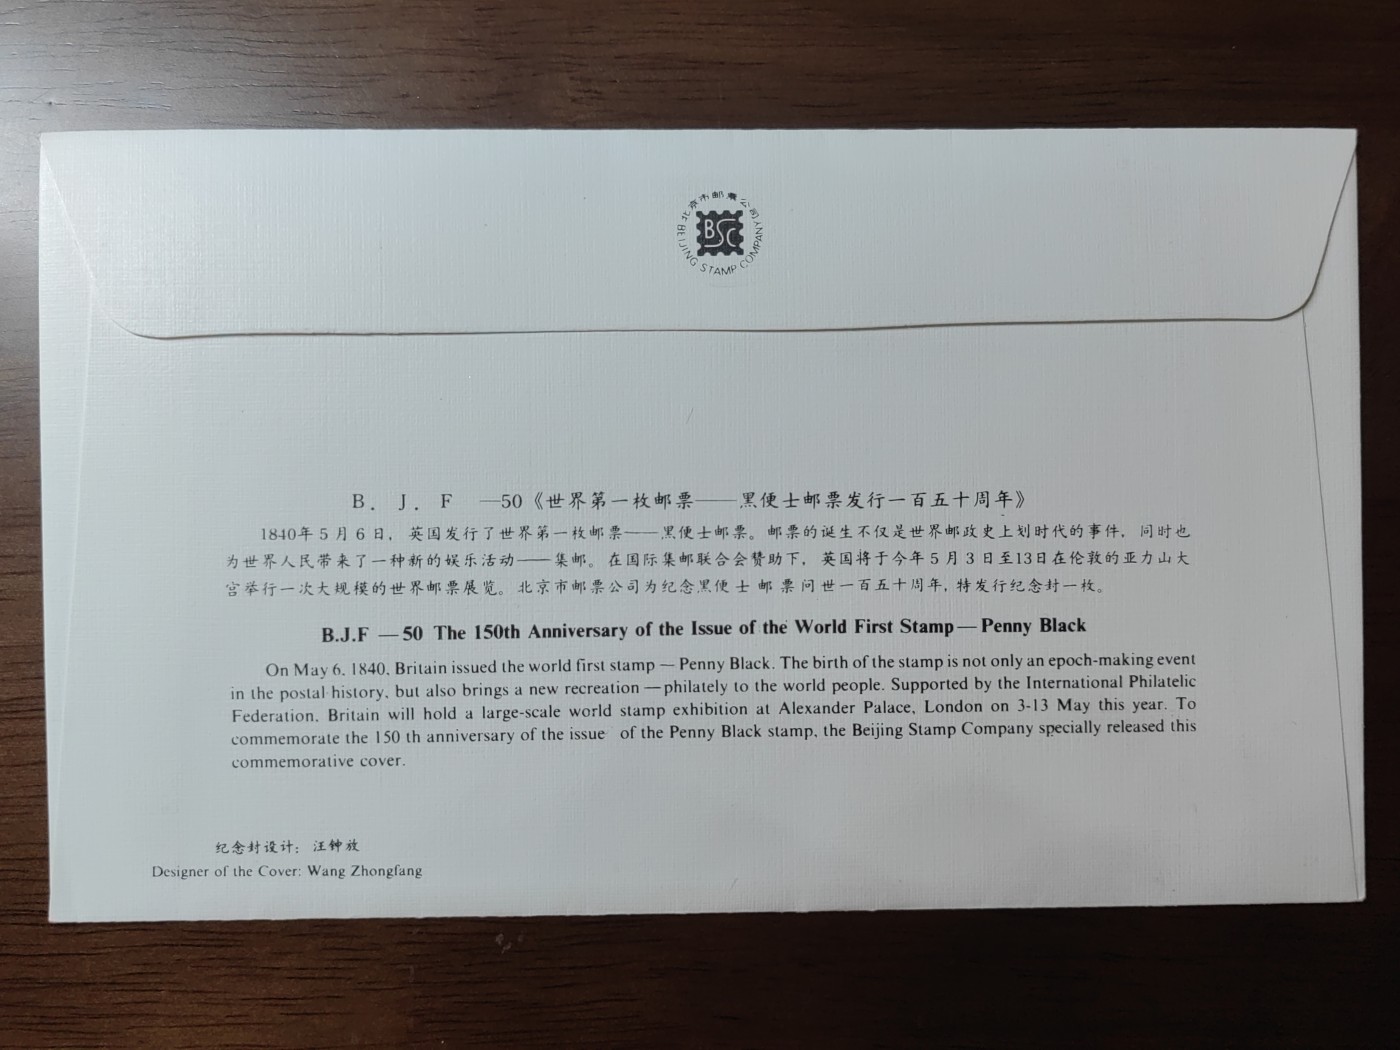 北京市邮票公司
BSC
BEIJING STAMP COMPANY
B. J. F —50《世界第一枚邮票——黑便士邮票发行一百五十周年》
1840年5月6日，英国发行了世界第一枚邮票——黑便士邮票。邮票的诞生不仅是世界邮政史上划时代的事件，同时也
为世界人民带来了一种新的娱乐活动——集邮。在国际集邮联合会赞助下，英国将于今年5月3日至13日在伦敦的亚力山大
宫举行一次大规模的世界邮票展览。北京市邮票公司为纪念黑便士邮票问世一百五十周年，特发行纪念封一枚。
B.J.F — 50 The 150th Anniversary of the Issue of the World First Stamp — Penny Black
On May 6, 1840, Britain issued the world first stamp — Penny Black. The birth of the stamp is not only an epoch-making event
in the postal history, but also brings a new recreation — philately to the world people. Supported by the International Philatelic
Federation, Britain will hold a large-scale world stamp exhibition at Alexander Palace, London on 3-13 May this year. To
commemorate the 150 th anniversary of the issue of the Penny Black stamp, the Beijing Stamp Company specially released this
commemorative cover.
纪念封设计：汪钟放
Designer of the Cover: Wang Zhongfang